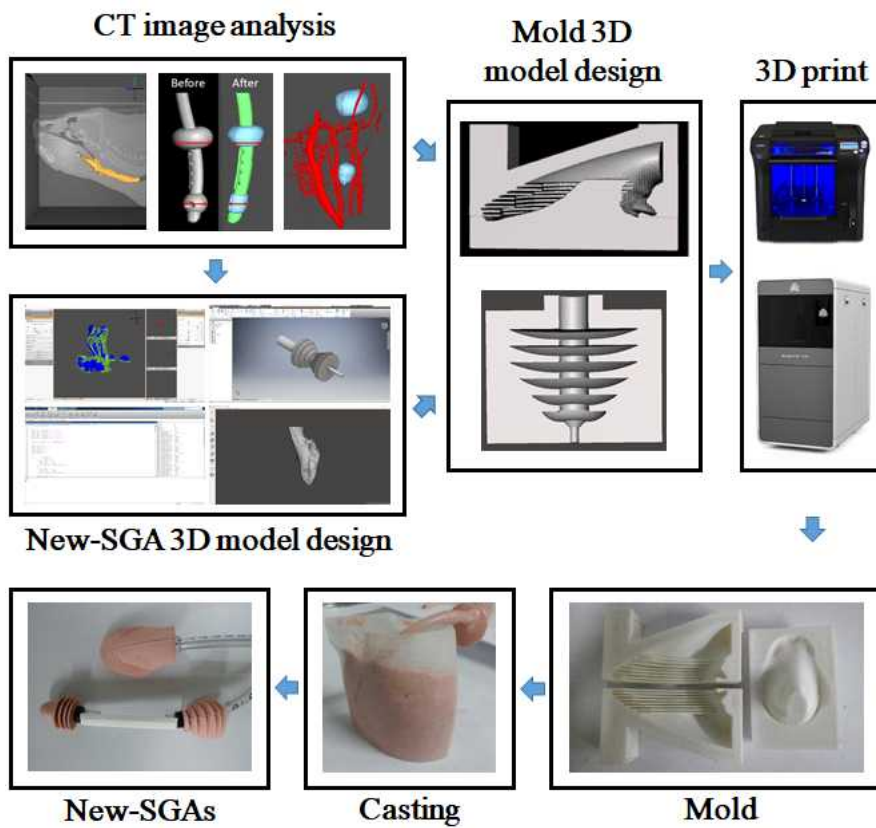 CT image analysis
Mold 3D
model design
3D print
Before
After
New-SGA 3D model design
New-SGAs
Casting
Mold